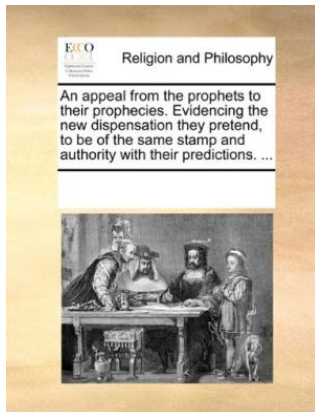 ECCO
Religion and Philosophy
An appeal from the prophets to
their prophecies. Evidencing the
new dispensation they pretend,
to be of the same stamp and
authority with their predictions. ...